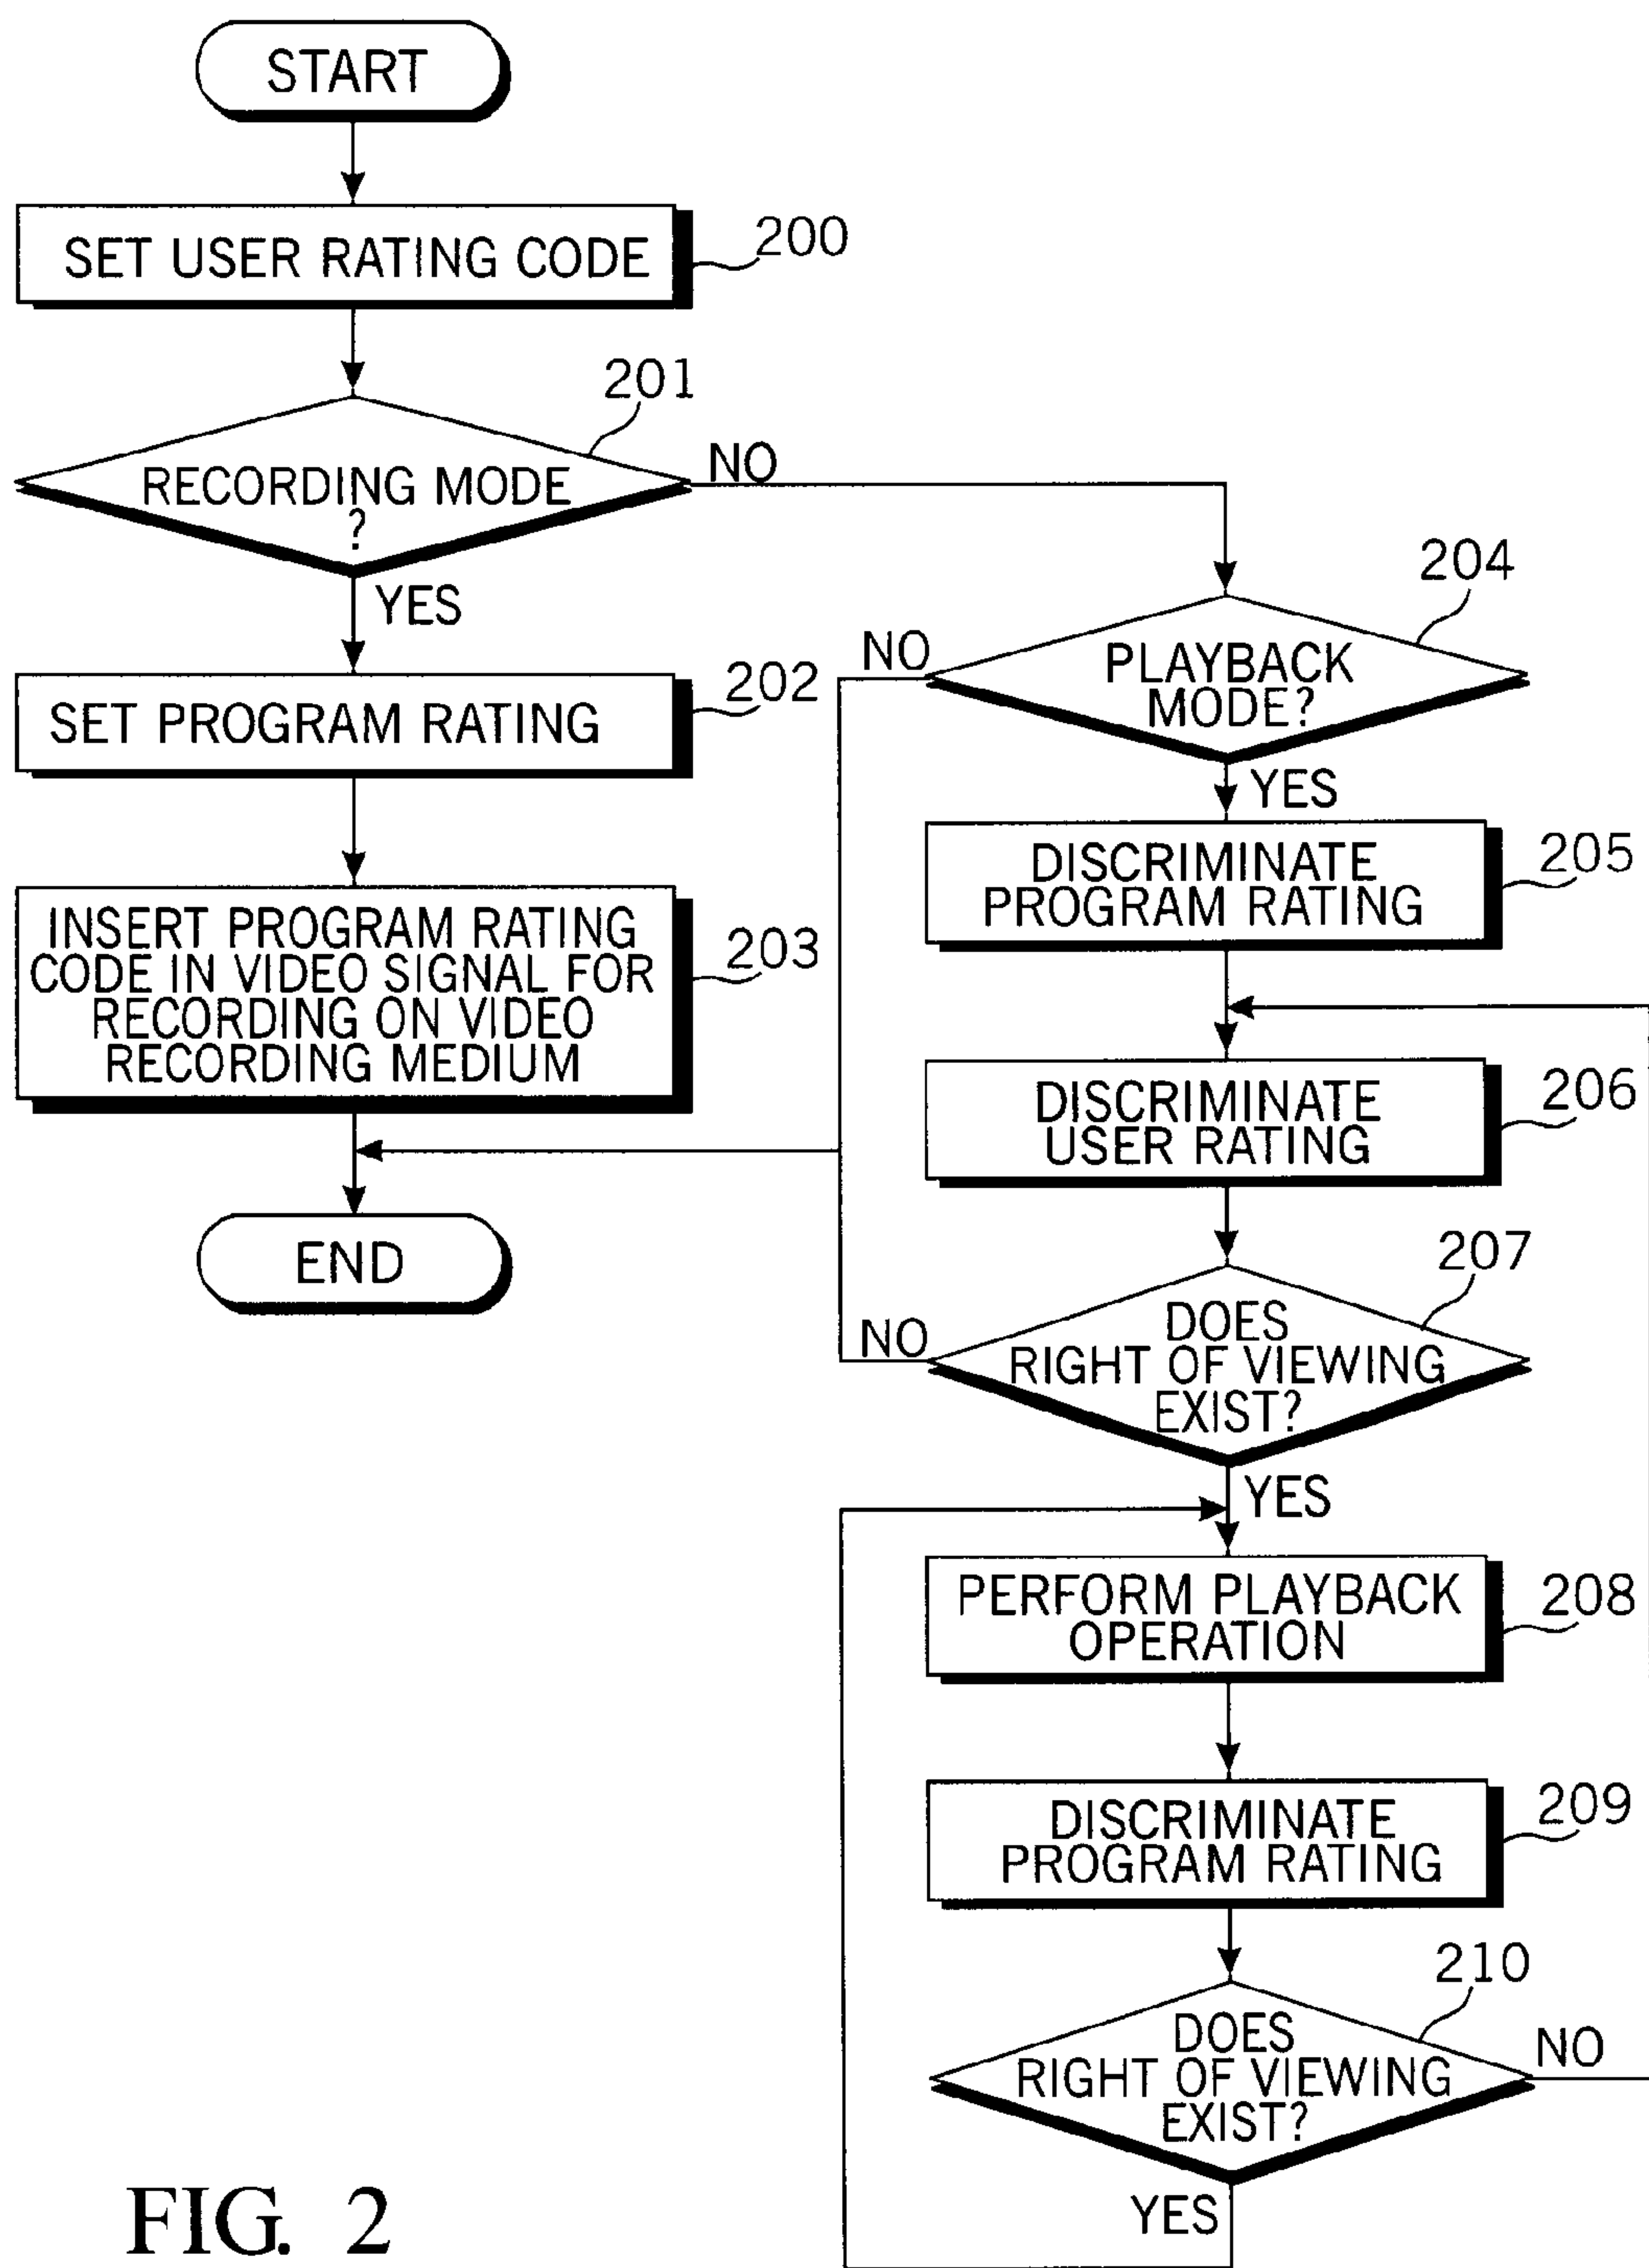 START
SET USER RATING CODE
200
201
RECORDING MODE
?
NO
YES
SET PROGRAM RATING
202
INSERT PROGRAM RATING
CODE IN VIDEO SIGNAL FOR
RECORDING ON VIDEO
RECORDING MEDIUM
203
END
204
NO
PLAYBACK
MODE?
YES
DISCRIMINATE
PROGRAM RATING
205
DISCRIMINATE
USER RATING
206
207
NO
DOES
RIGHT OF VIEWING
EXIST?
YES
PERFORM PLAYBACK
OPERATION
208
DISCRIMINATE
PROGRAM RATING
209
210
DOES
RIGHT OF VIEWING
EXIST?
NO
YES
FIG. 2